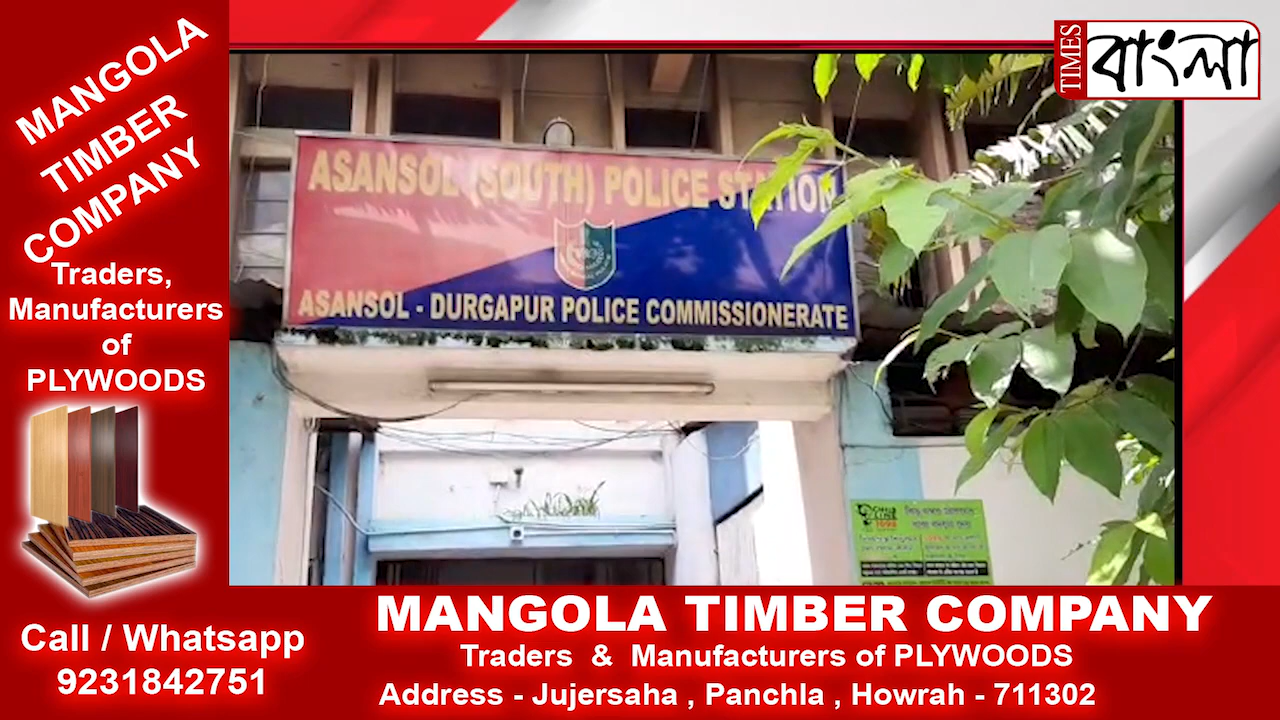 MANGOLA
TIMBER
COMPANY
Traders,
Manufacturers
of
PLYWOODS
Call / Whatsapp
9231842751
TIMES
বাংলা
ASANSOL (SOUTH) POLICE STATION
ASANSOL - DURGAPUR POLICE COMMISSIONERATE
1098
MANGOLA TIMBER COMPANY
Traders & Manufacturers of PLYWOODS
Address - Jujersaha , Panchla , Howrah - 711302